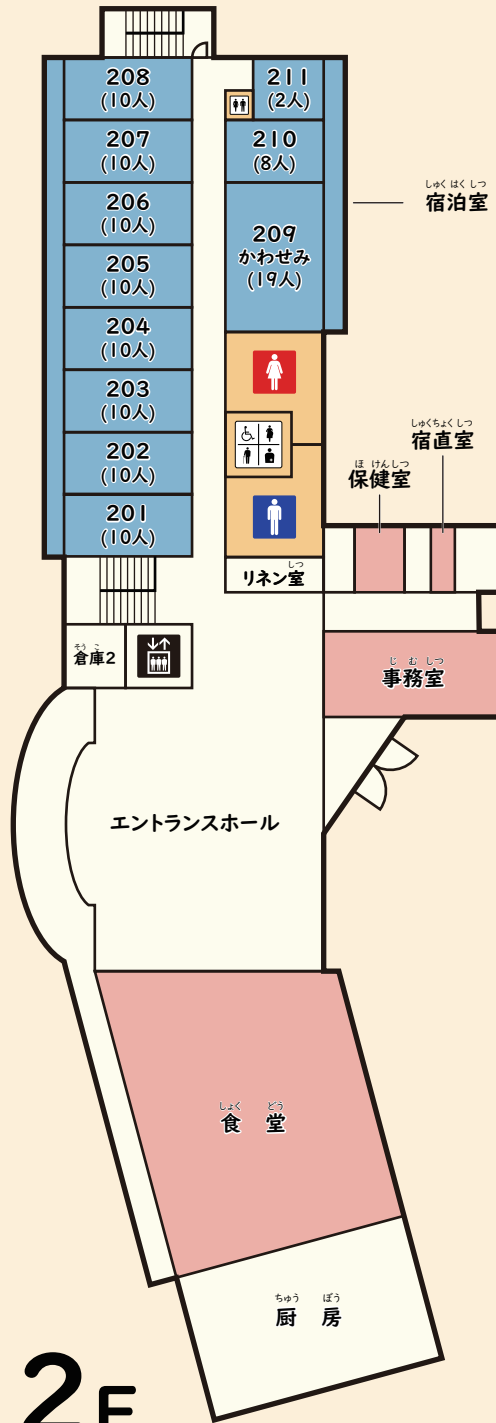 208
(10人)
207
(10人)
206
(10人)
205
(10人)
204
(10人)
203
(10人)
202
(10人)
201
(10人)
211
(2人)
210
(8人)
209
かわせみ
(19人)
しゅくはくしつ
宿泊室
しゅくちょくしつ
宿直室
ほけんしつ
保健室
しつ
リネン室
そうこ
倉庫2
じむしつ
事務室
エントランスホール
しょくどう
食堂
ちゅうぼう
厨房
2F